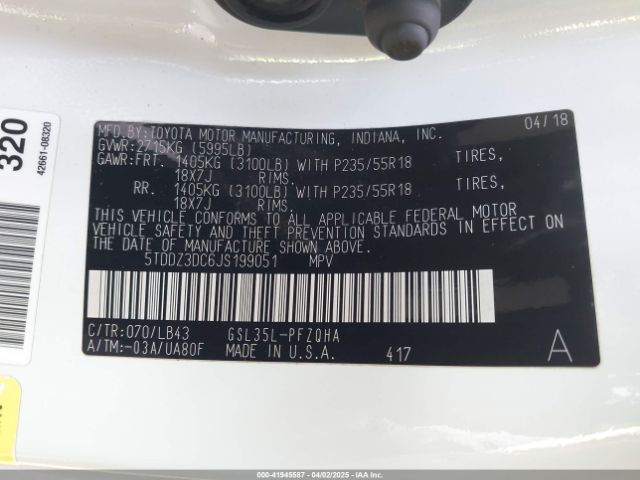 MFD.BY:TOYOTA MOTOR MANUFACTURING, INDIANA, INC. 04/18
GVWR:2715KG (5995LB)
GAWR:FRT. 1405KG (3100LB) WITH P235/55R18 TIRES,
18X7J RIMS.
RR. 1405KG (3100LB) WITH P235/55R18 TIRES,
18X7J RIMS.
THIS VEHICLE CONFORMS TO ALL APPLICABLE FEDERAL MOTOR
VEHICLE SAFETY AND THEFT PREVENTION STANDARDS IN EFFECT ON
THE DATE OF MANUFACTURE SHOWN ABOVE.
5TDDZ3DC6JS199051 MPV
C/TR:070/LB43 GSL35L-PFZQHA
A/TM:-03A/UA80F MADE IN U.S.A. 417 A
320
42661-08320
000-41945587 - 04/02/2025 - IAA Inc.